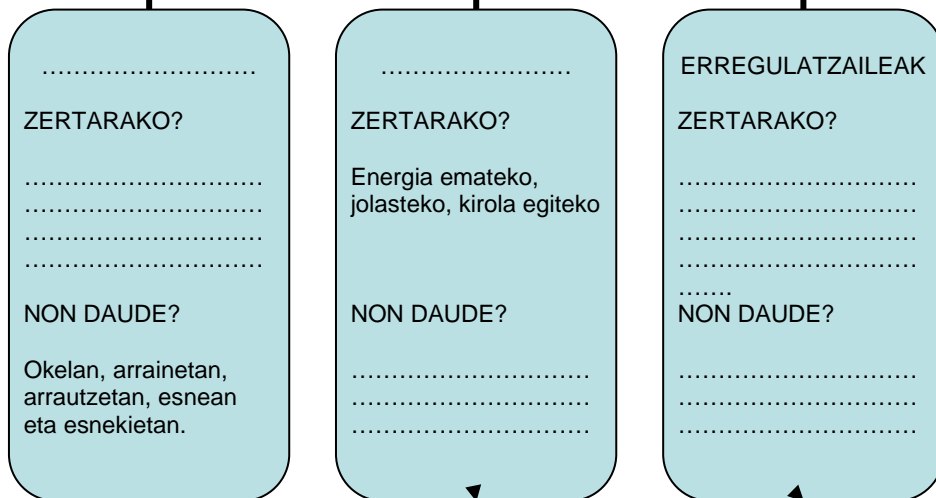 ………………………
ZERTARAKO?
…………………………
…………………………
…………………………
…………………………
NON DAUDE?
Okelan, arrainetan,
arrautzetan, esnean
eta esnekietan.
……………………
ZERTARAKO?
Energia emateko,
jolasteko, kirola egiteko
NON DAUDE?
…………………………
…………………………
…………………………
ERREGULATZAILEAK
ZERTARAKO?
…………………………
…………………………
…………………………
…………………………
…….
NON DAUDE?
…………………………
…………………………
…………………………